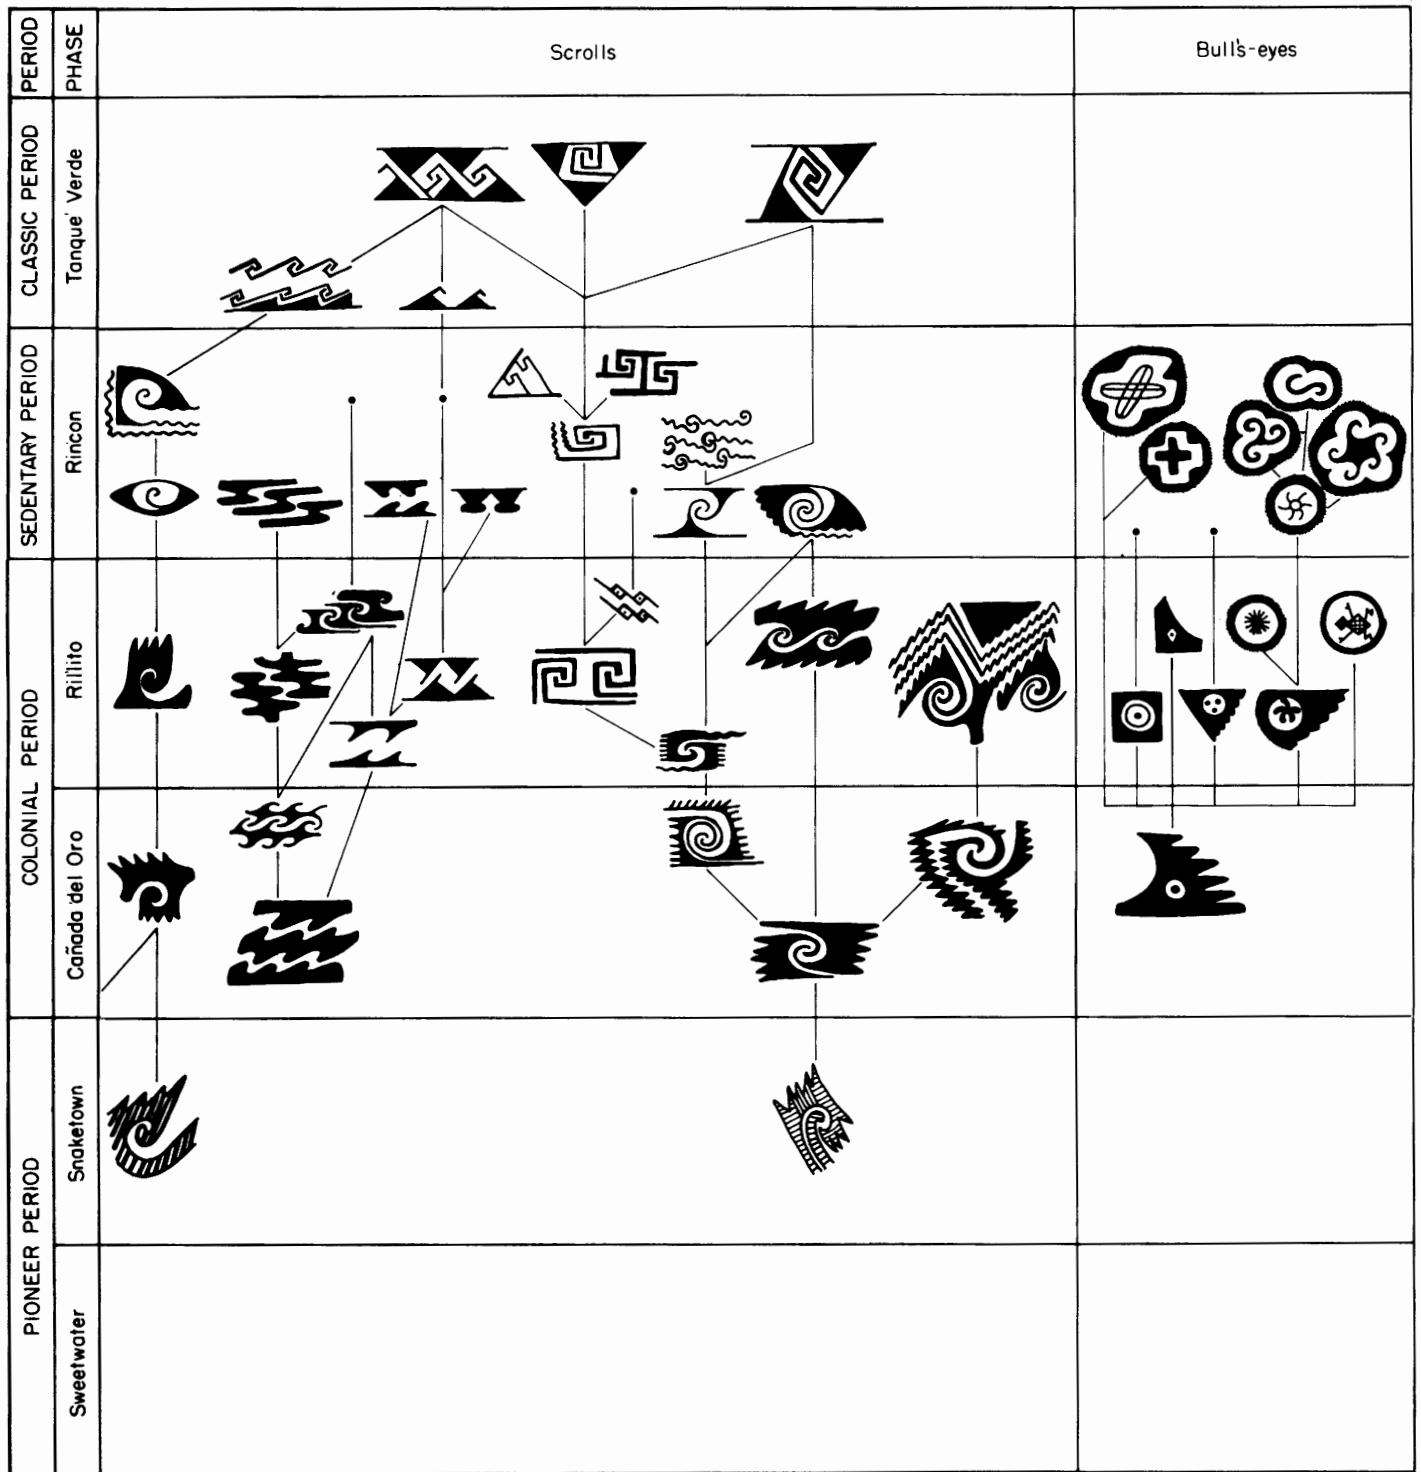 PERIOD
PHASE
Scrolls
Bull's-eyes
CLASSIC PERIOD
Tanque Verde
SEDENTARY PERIOD
Rincon
COLONIAL PERIOD
Rillito
Cañada del Oro
PIONEER PERIOD
Snaketown
Sweetwater